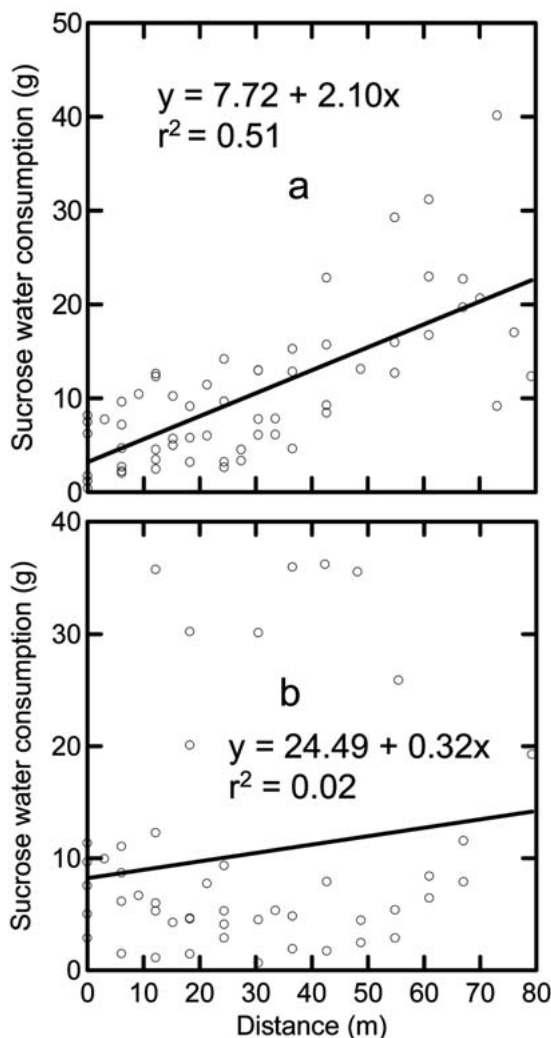 50
y = 7.72 + 2.10x
r² = 0.51
40
a
30
20
10
0
Sucrose water consumption (g)
40
30
b
y = 24.49 + 0.32x
r² = 0.02
20
10
0
Sucrose water consumption (g)
0 10 20 30 40 50 60 70 80
Distance (m)